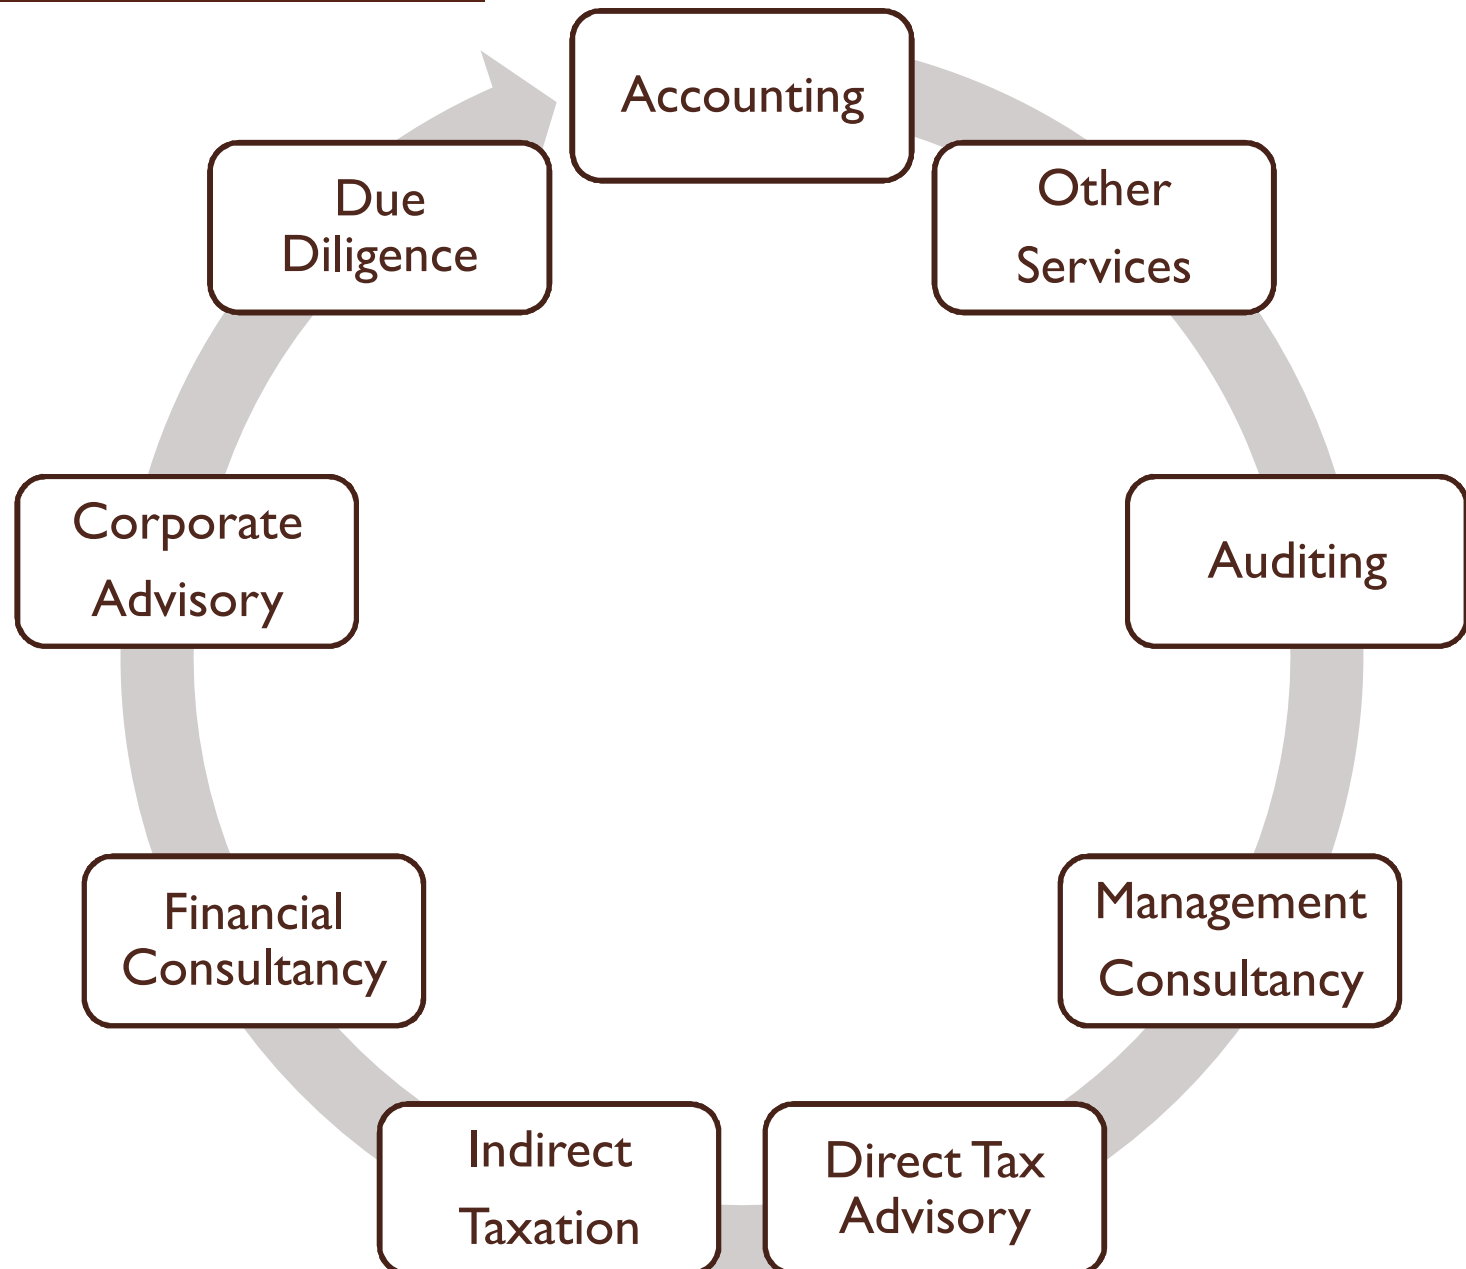 Accounting
Other
Services
Auditing
Management
Consultancy
Direct Tax
Advisory
Indirect
Taxation
Financial
Consultancy
Corporate
Advisory
Due
Diligence